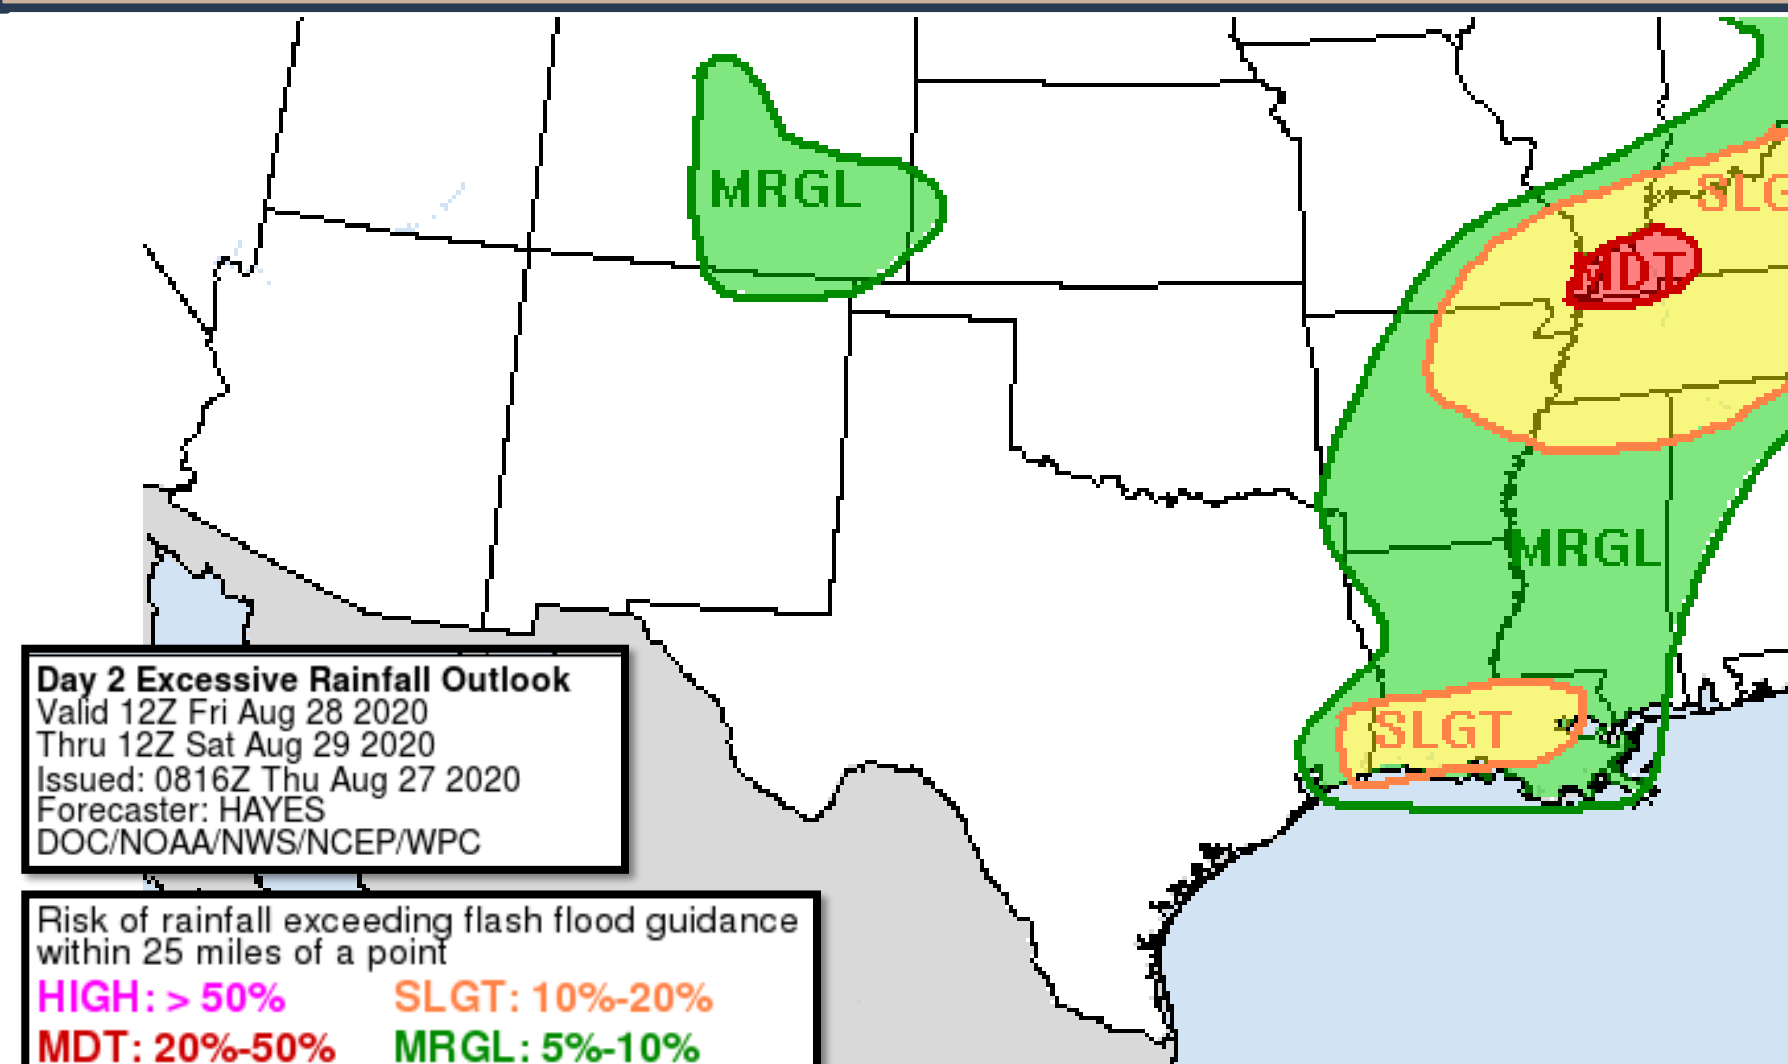 MRGL
SLG
MDT
MRGL
SLGT
Day 2 Excessive Rainfall Outlook
Valid 12Z Fri Aug 28 2020
Thru 12Z Sat Aug 29 2020
Issued: 0816Z Thu Aug 27 2020
Forecaster: HAYES
DOC/NOAA/NWS/NCEP/WPC
Risk of rainfall exceeding flash flood guidance
within 25 miles of a point
HIGH: > 50% SLGT: 10%-20%
MDT: 20%-50% MRGL: 5%-10%